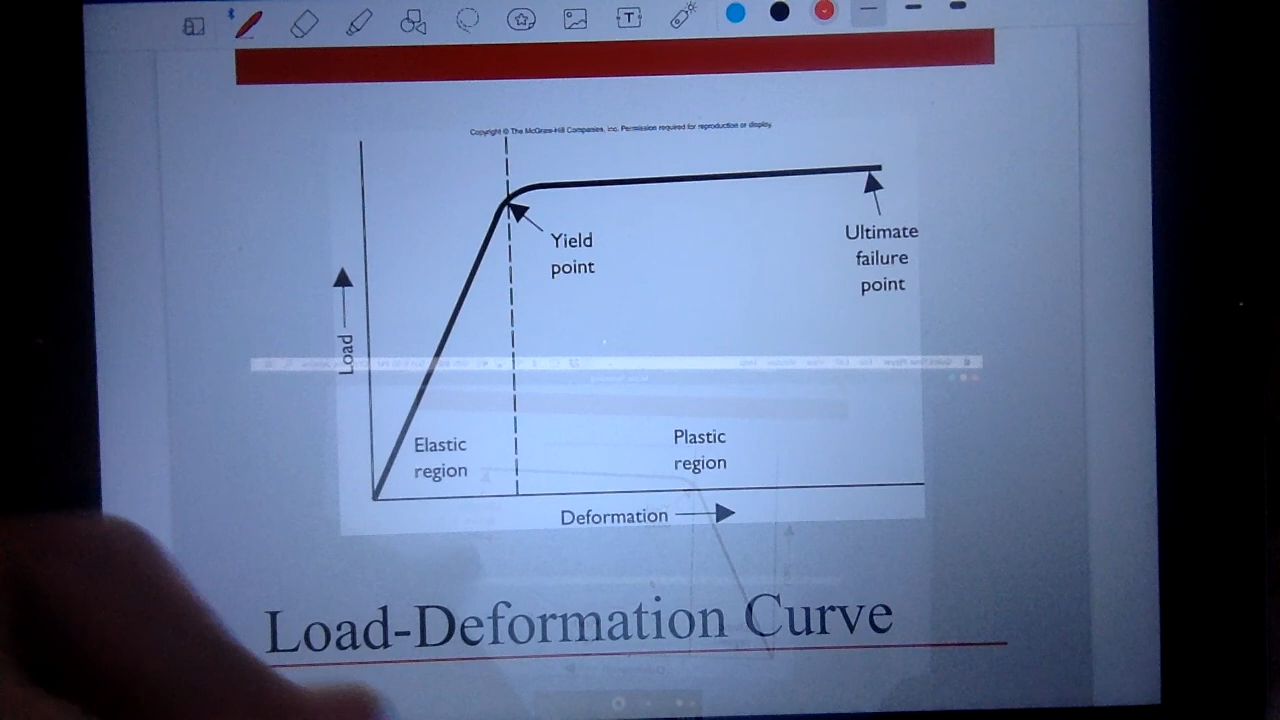 T
Copyright © The McGraw-Hill Companies, Inc. Permission required for reproduction or display.
Yield
point
Ultimate
failure
point
Load
Elastic
region
Plastic
region
Deformation
Load-Deformation Curve